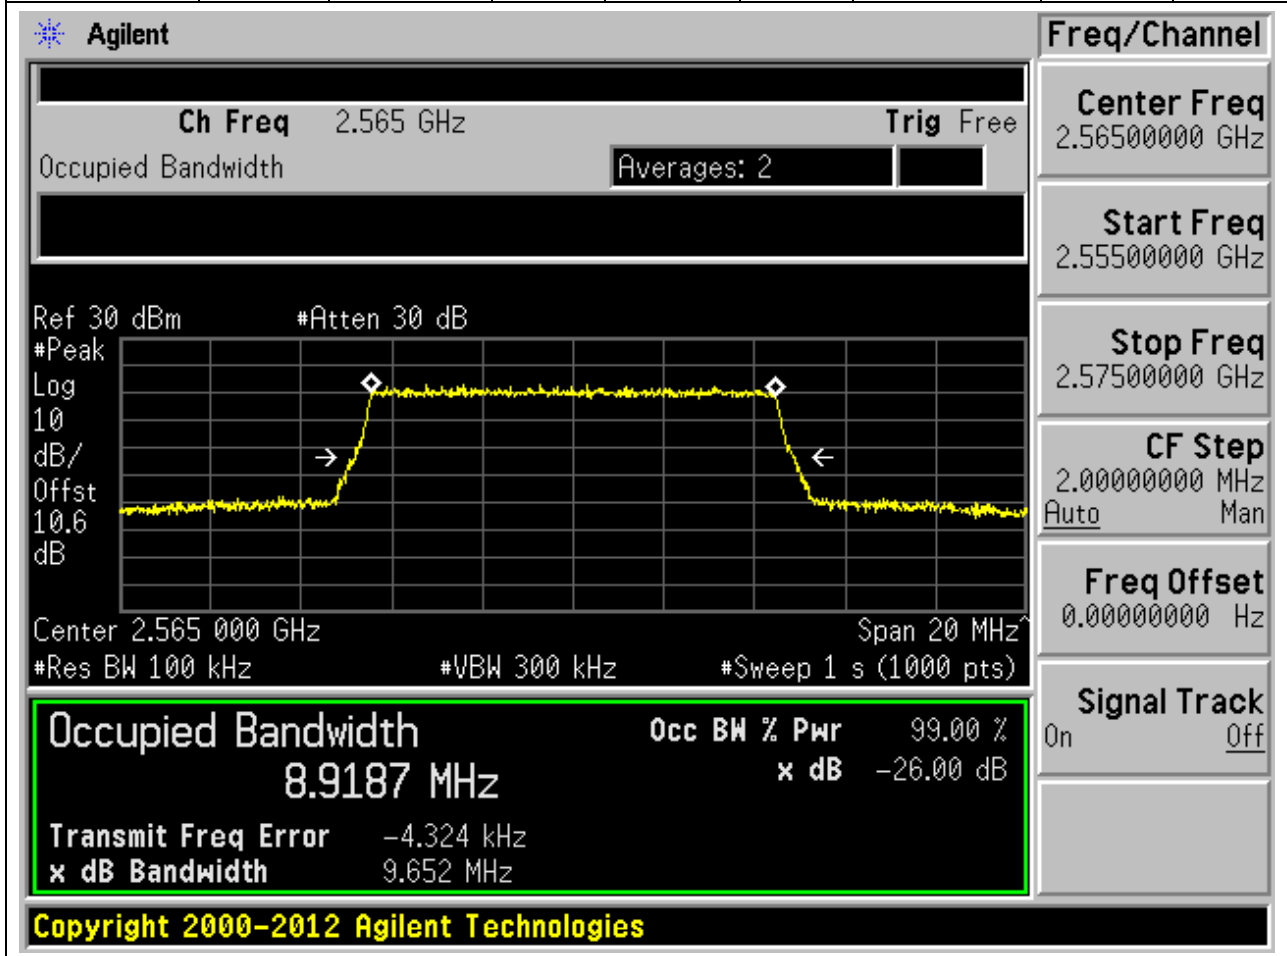 Agilent
Freq/Channel
Ch Freq 2.565 GHz Trig Free
Occupied Bandwidth Averages: 2
Center Freq
2.56500000 GHz
Start Freq
2.55500000 GHz
Stop Freq
2.57500000 GHz
CF Step
2.00000000 MHz
Auto Man
Freq Offset
0.00000000 Hz
Signal Track
On Off
Ref 30 dBm #Atten 30 dB
#Peak
Log
10
dB/
Offst
10.6
dB
Center 2.565 000 GHz Span 20 MHz^
#Res BW 100 kHz #VBW 300 kHz #Sweep 1 s (1000 pts)
Occupied Bandwidth Occ BW % Pwr 99.00 %
8.9187 MHz x dB -26.00 dB
Transmit Freq Error -4.324 kHz
x dB Bandwidth 9.652 MHz
Copyright 2000-2012 Agilent Technologies